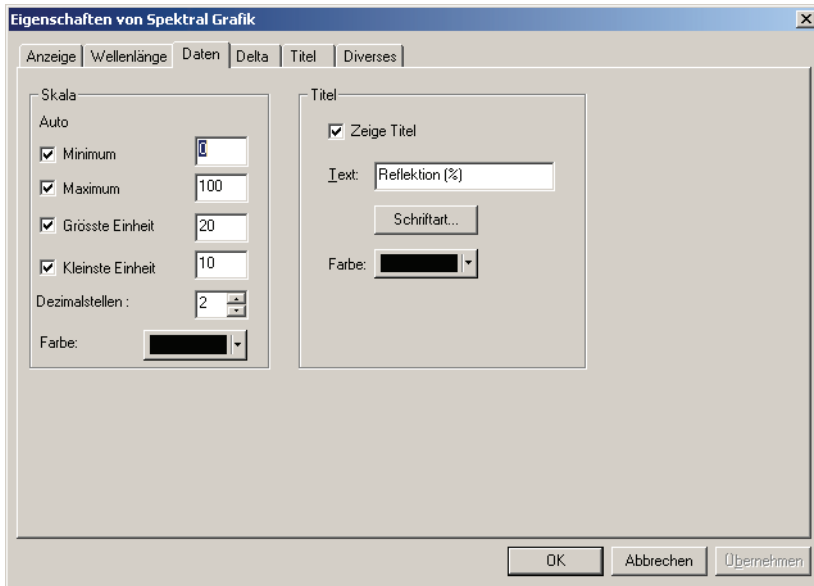 Eigenschaften von Spektral Grafik
Anzeige Wellenlänge Daten Delta Titel Diverses
Skala
Auto
Minimum 0
Maximum 100
Grösste Einheit 20
Kleinste Einheit 10
Dezimalstellen : 2
Farbe:
Titel
Zeige Titel
Text: Reflektion (%)
Schriftart...
Farbe:
OK Abbrechen Übernehmen